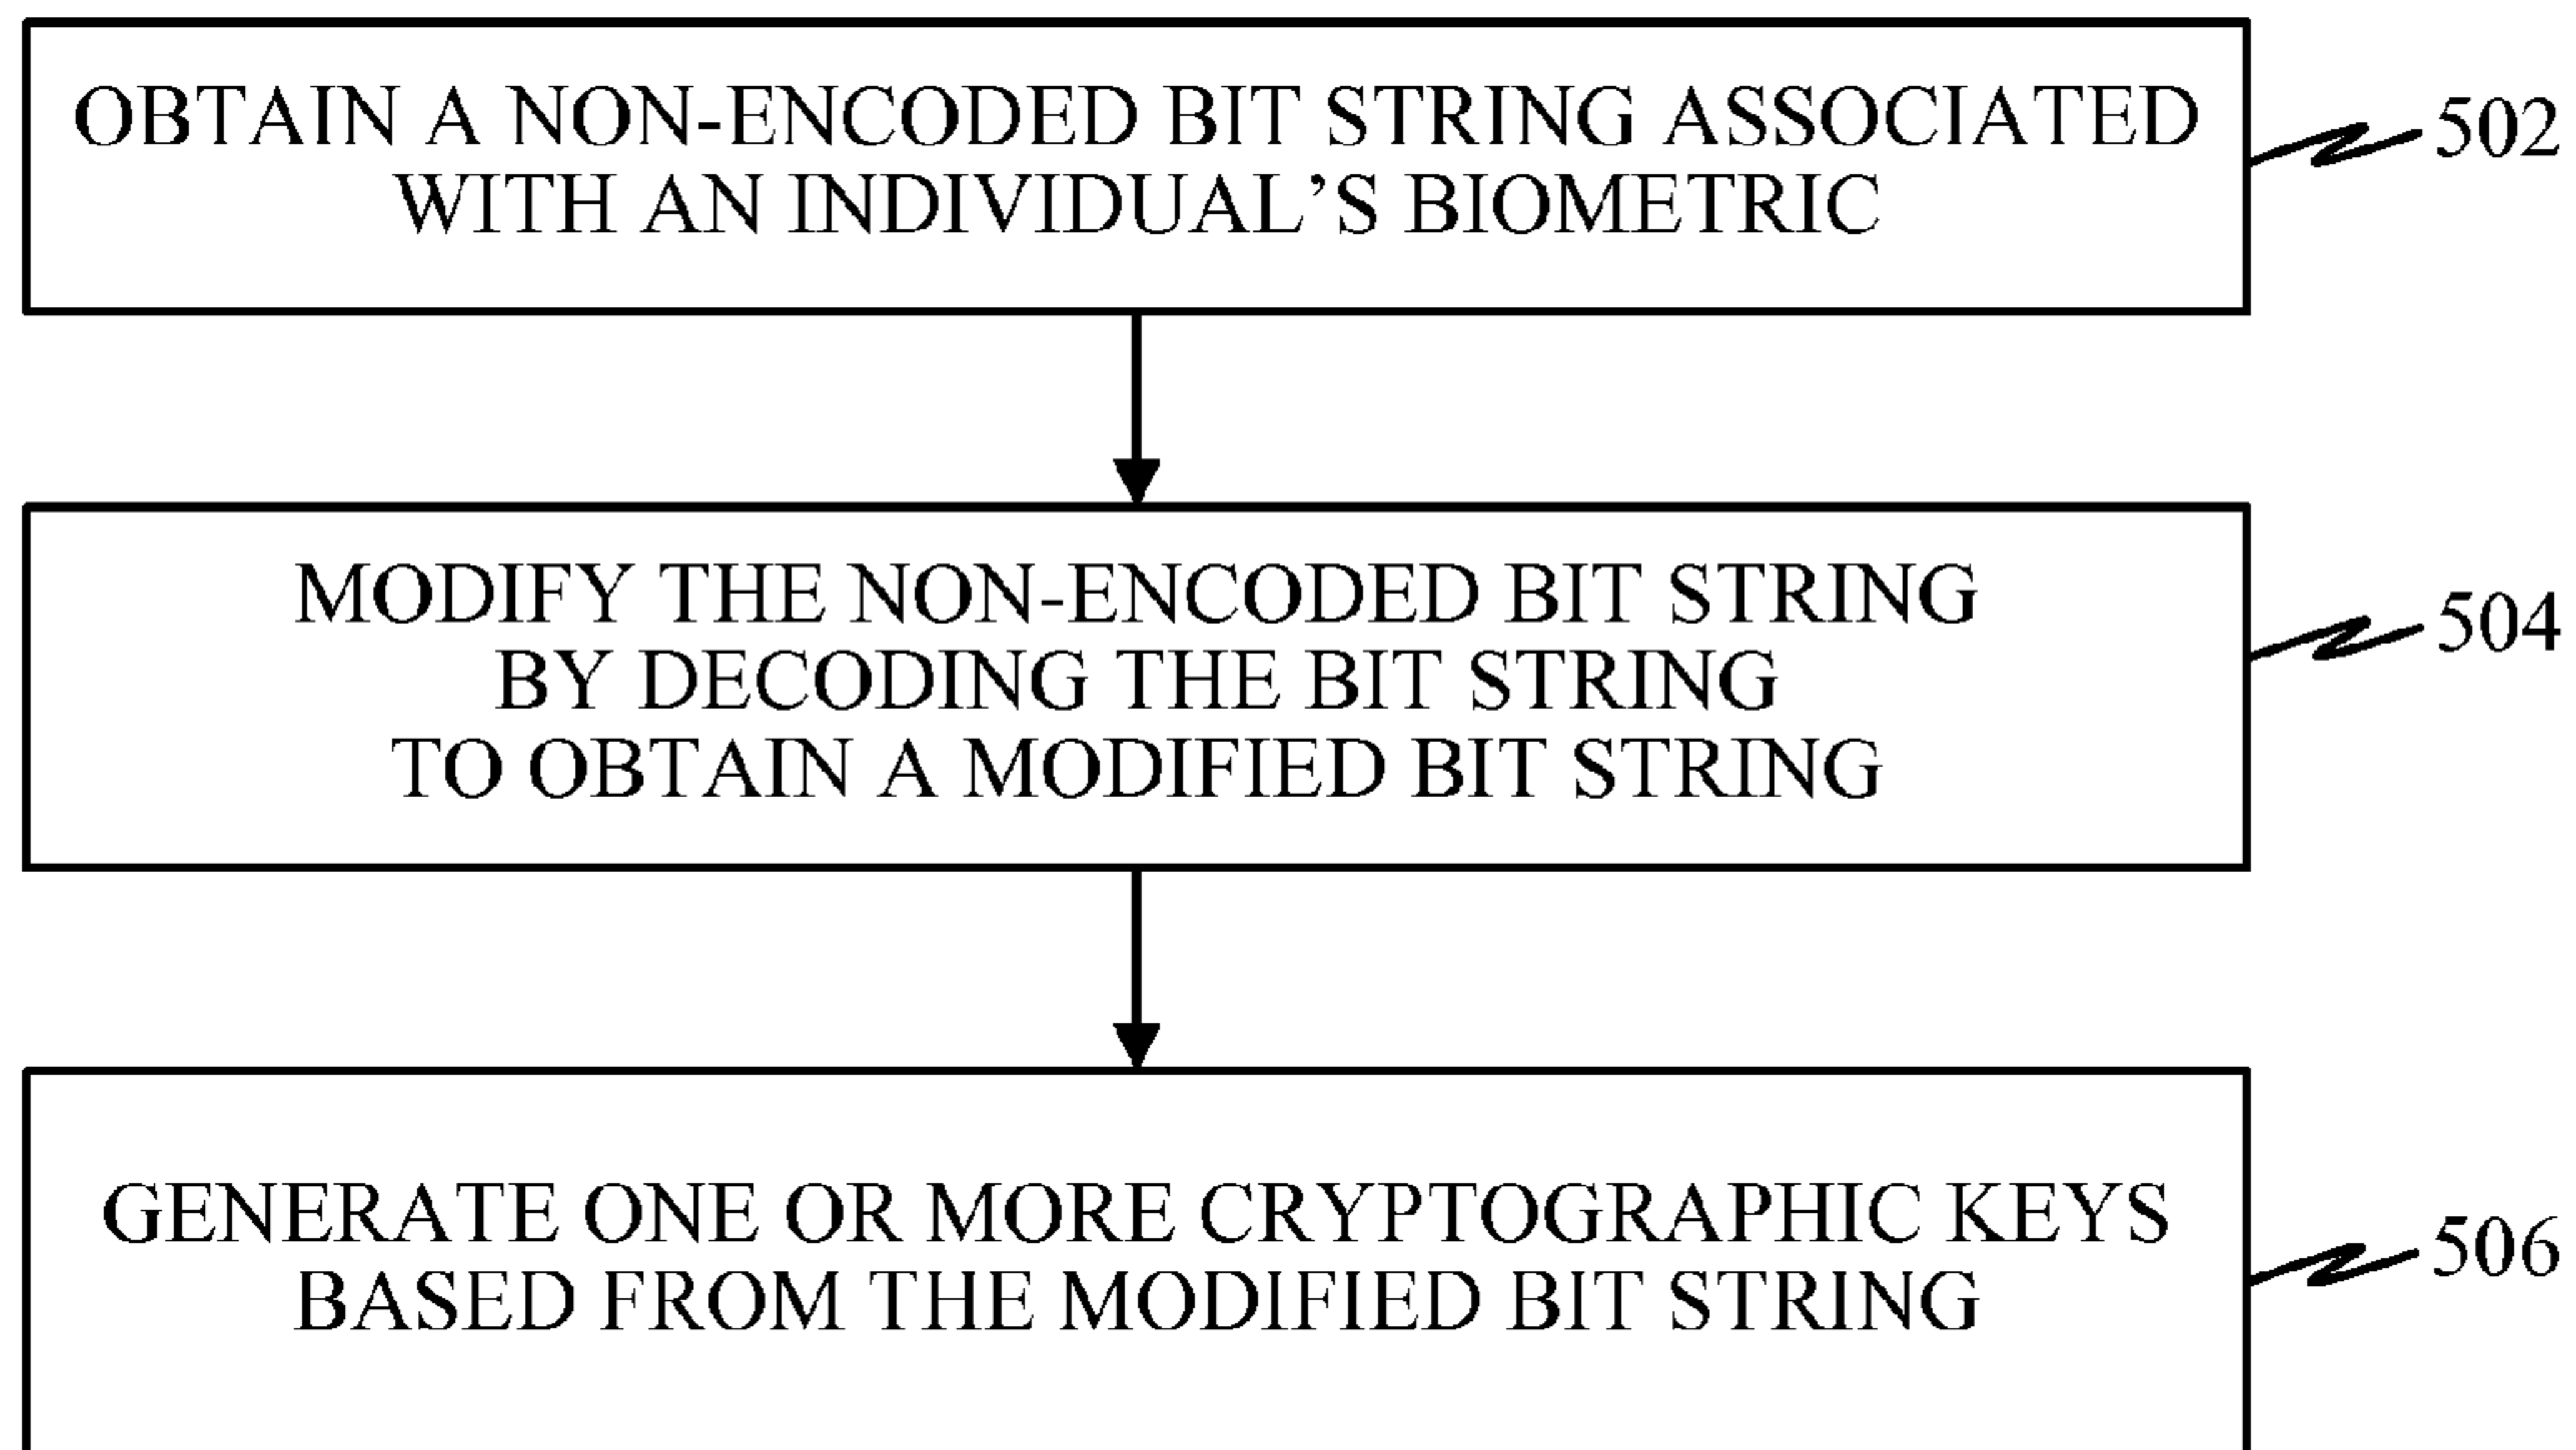 OBTAIN A NON-ENCODED BIT STRING ASSOCIATED
WITH AN INDIVIDUAL’S BIOMETRIC
502
MODIFY THE NON-ENCODED BIT STRING
BY DECODING THE BIT STRING
TO OBTAIN A MODIFIED BIT STRING
504
GENERATE ONE OR MORE CRYPTOGRAPHIC KEYS
BASED FROM THE MODIFIED BIT STRING
506